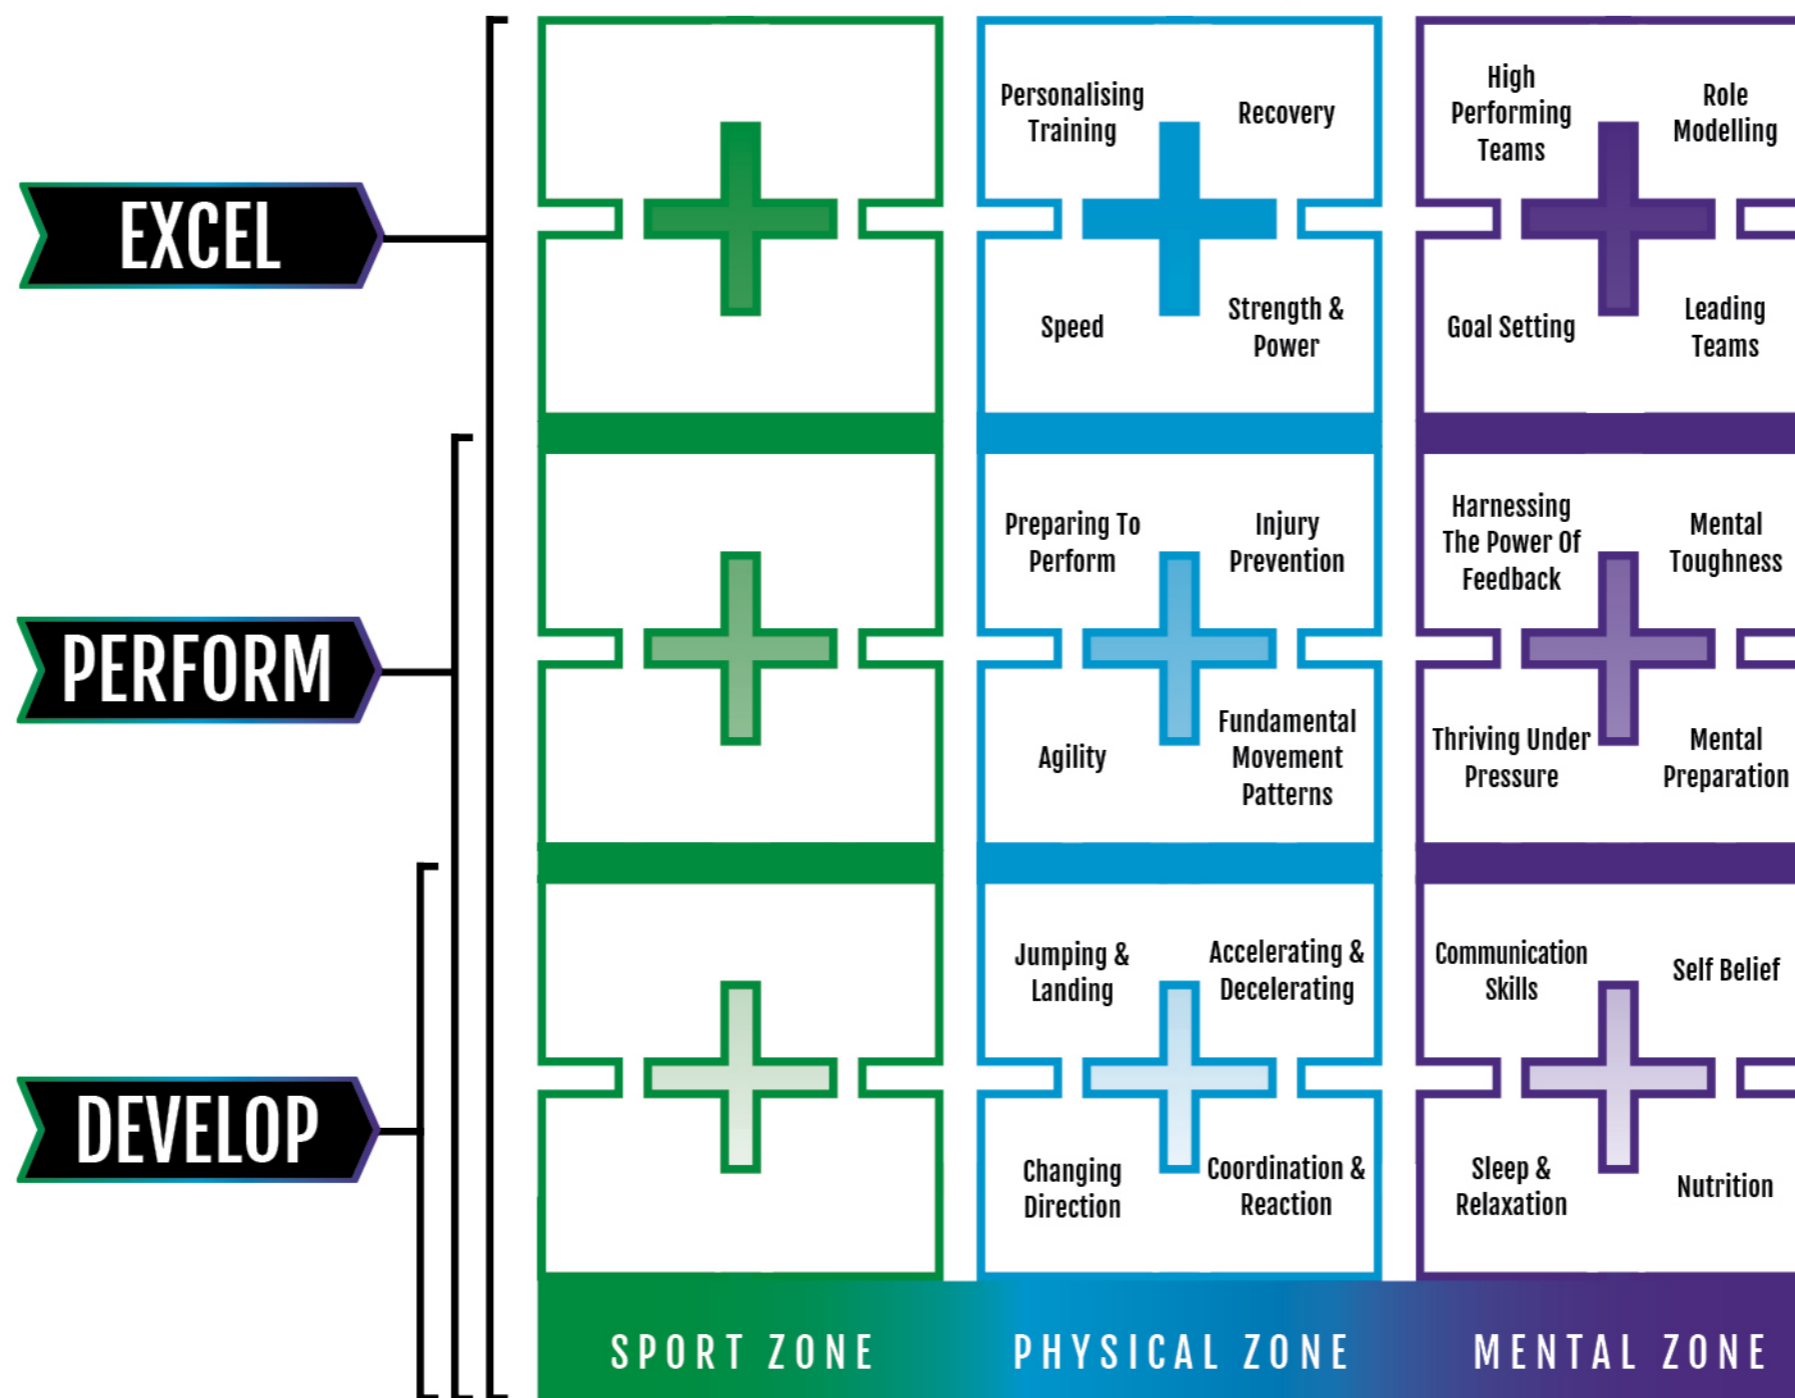 EXCEL
Personalising
Training
Recovery
Speed
Strength &
Power
High
Performing
Teams
Role
Modelling
Goal Setting
Leading
Teams
PERFORM
Preparing To
Perform
Injury
Prevention
Agility
Fundamental
Movement
Patterns
Harnessing
The Power Of
Feedback
Mental
Toughness
Thriving Under
Pressure
Mental
Preparation
DEVELOP
Jumping &
Landing
Accelerating &
Decelerating
Changing
Direction
Coordination &
Reaction
Communication
Skills
Self Belief
Sleep &
Relaxation
Nutrition
SPORT ZONE
PHYSICAL ZONE
MENTAL ZONE